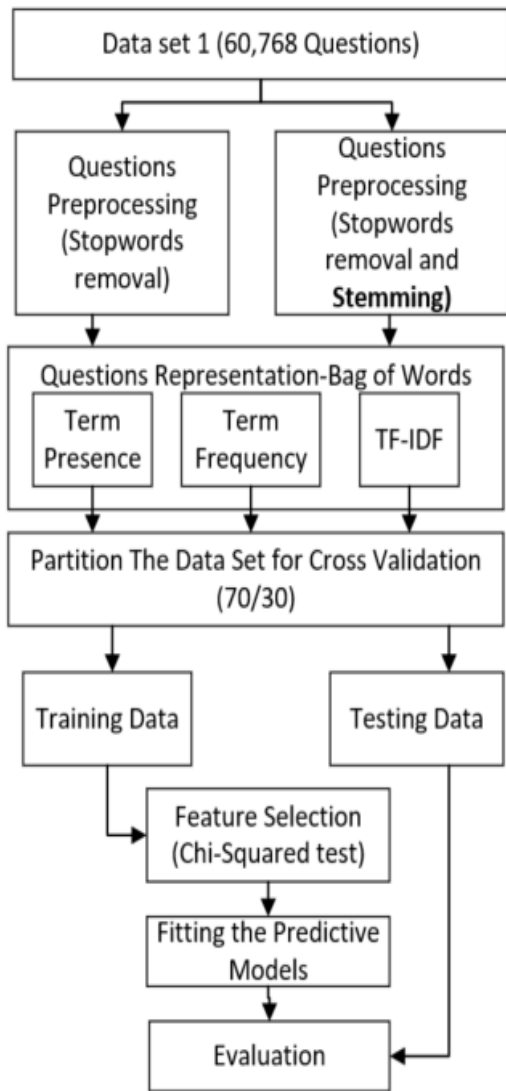 Data set 1 (60,768 Questions)
Questions
Preprocessing
(Stopwords
removal)
Questions
Preprocessing
(Stopwords
removal and
Stemming)
Questions Representation-Bag of Words
Term
Presence
Term
Frequency
TF-IDF
Partition The Data Set for Cross Validation
(70/30)
Training Data
Testing Data
Feature Selection
(Chi-Squared test)
Fitting the Predictive
Models
Evaluation